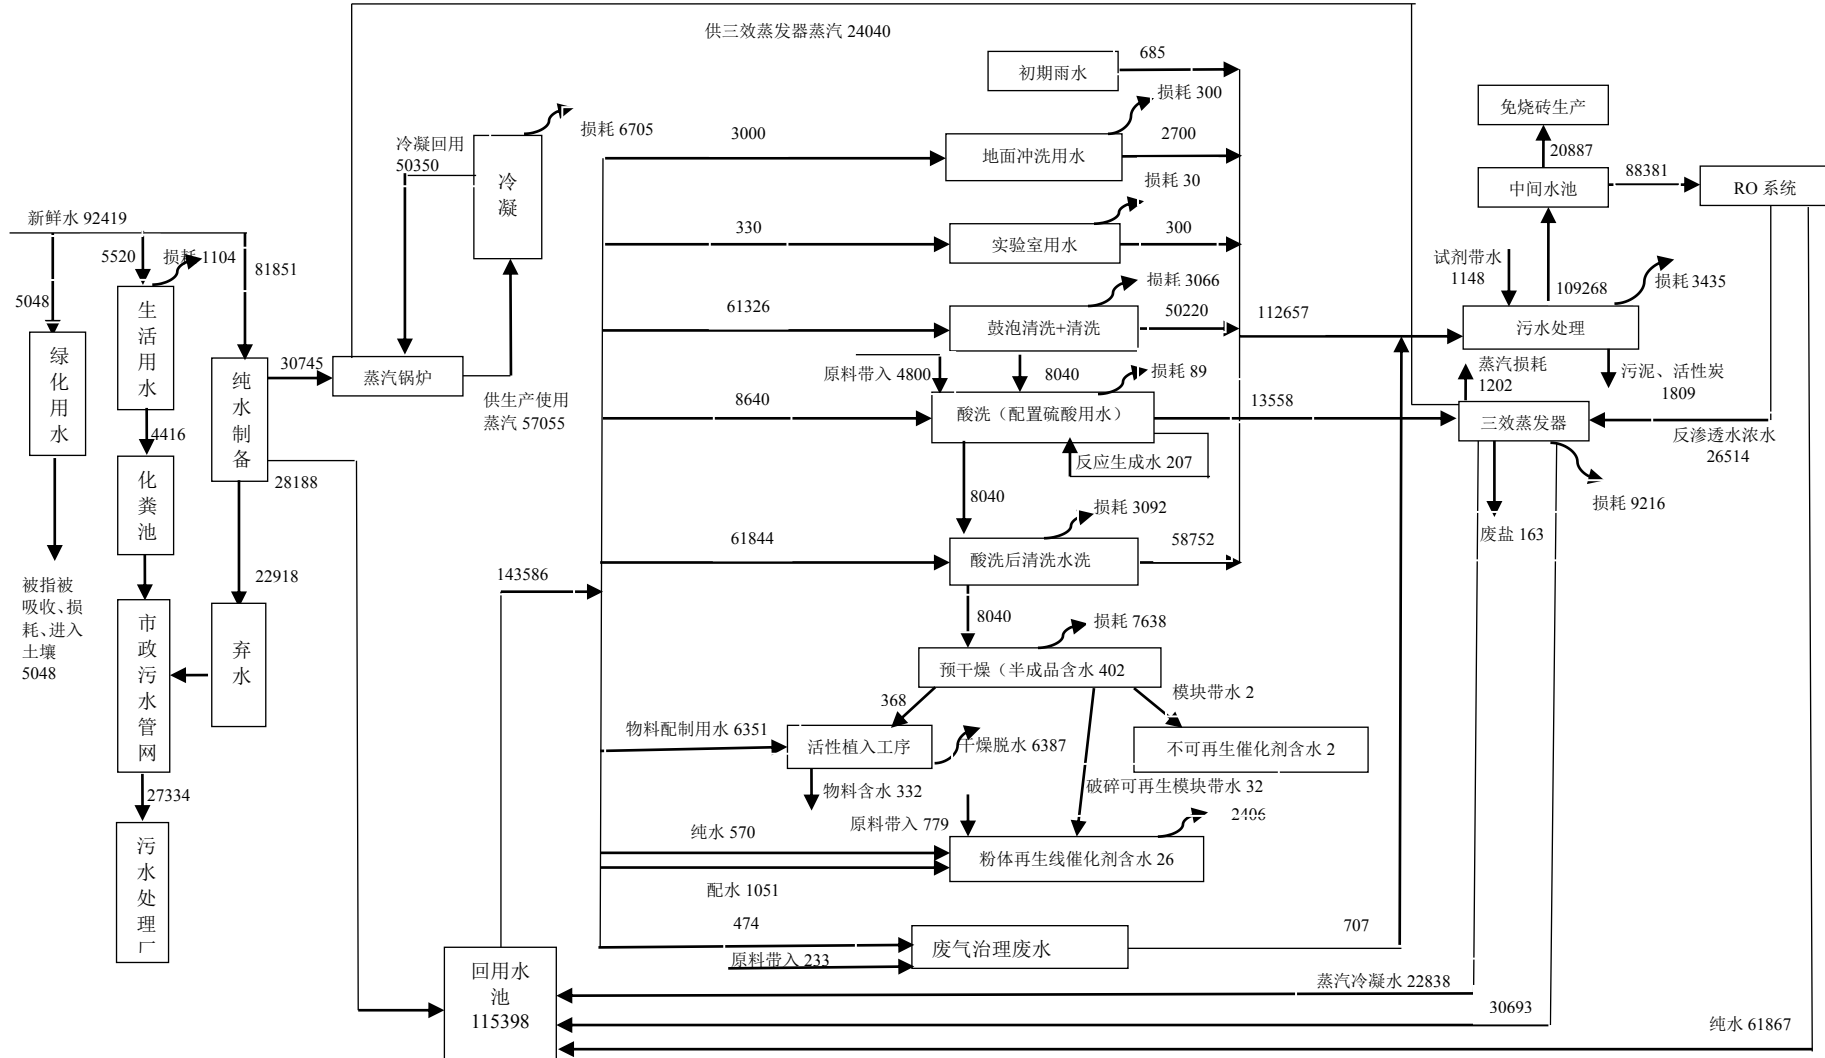 供三效蒸发器蒸汽 24040
初期雨水
685
损耗 300
免烧砖生产
20887
冷凝回用
50350
损耗 6705
3000
地面冲洗用水
2700
中间水池
88381
RO 系统
冷
凝
损耗 30
新鲜水 92419
330
实验室用水
300
5520
损耗 1104
81851
试剂带水
1148
109268
损耗 3435
5048
生
活
用
水
61326
损耗 3066
鼓泡清洗+清洗
50220
112657
污水处理
绿
化
用
水
纯
水
制
备
30745
蒸汽锅炉
供生产使用
蒸汽 57055
原料带入 4800
8040
损耗 89
蒸汽损耗
1202
污泥、活性炭
1809
8640
酸洗（配置硫酸用水）
13558
三效蒸发器
反渗透水浓水
26514
4416
反应生成水 207
化
粪
池
28188
8040
损耗 3092
废盐 163
损耗 9216
61844
酸洗后清洗水洗
58752
143586
22918
被指被
吸收、损
耗、进入
土壤
5048
8040
损耗 7638
市
政
污
水
管
网
弃
水
预干燥（半成品含水 402
368
模块带水 2
物料配制用水 6351
活性植入工序
干燥脱水 6387
不可再生催化剂含水 2
27334
物料含水 332
破碎可再生模块带水 32
原料带入 779
2406
纯水 570
粉体再生线催化剂含水 26
配水 1051
污
水
处
理
厂
474
废气治理废水
707
原料带入 233
回用水
池
115398
蒸汽冷凝水 22838
30693
纯水 61867